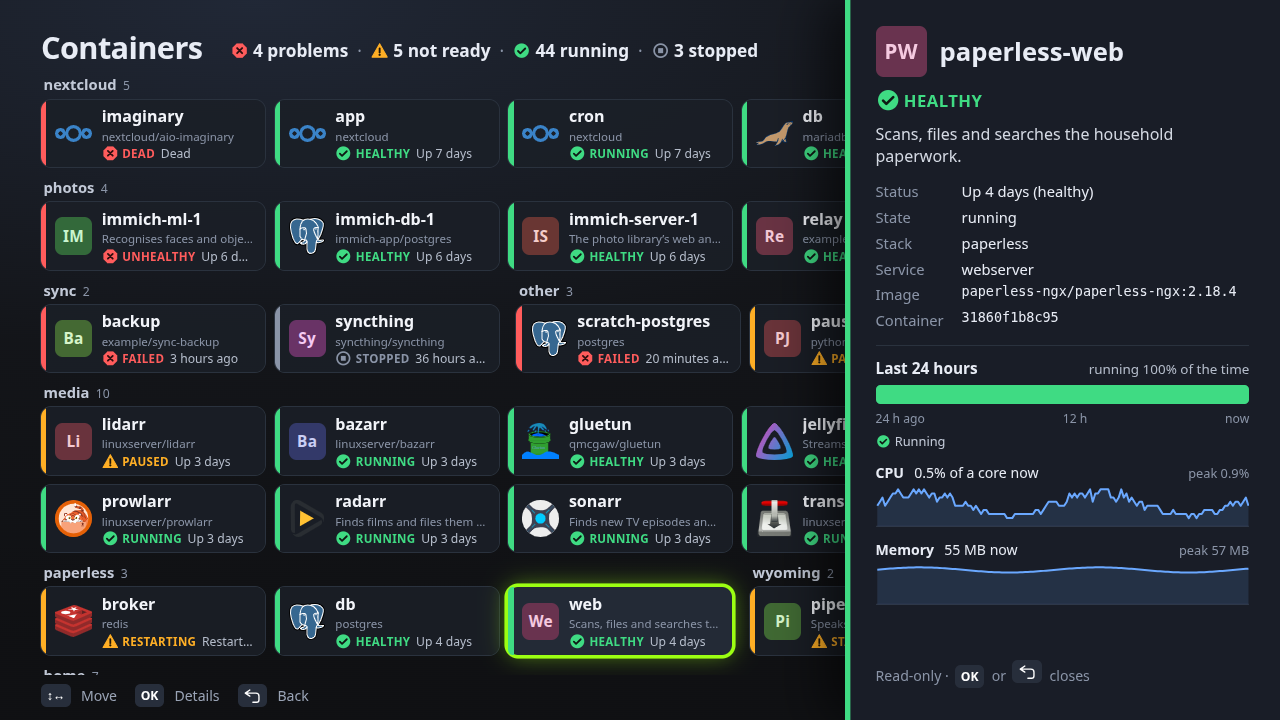 Containers
4 problems · 5 not ready · 44 running · 3 stopped
nextcloud 5
imaginary
nextcloud/aio-imaginary
DEAD Dead
app
nextcloud
HEALTHY Up 7 days
cron
nextcloud
RUNNING Up 7 days
db
photos 4
IM
immich-ml-1
Recognises faces and obje...
UNHEALTHY Up 6 d...
immich-db-1
immich-app/postgres
HEALTHY Up 6 days
IS
immich-server-1
The photo library's web an...
HEALTHY Up 6 days
Re
relay
sync 2
Ba
backup
example/sync-backup
FAILED 3 hours ago
Sy
syncthing
syncthing/syncthing
STOPPED 36 hours a...
other 3
scratch-postgres
postgres
FAILED 20 minutes a...
PJ
media 10
Li
lidarr
linuxserver/lidarr
PAUSED Up 3 days
Ba
bazarr
linuxserver/bazarr
RUNNING Up 3 days
gluetun
qmcgaw/gluetun
HEALTHY Up 3 days
Streams
prowlarr
linuxserver/prowlarr
RUNNING Up 3 days
radarr
Finds films and files them ...
RUNNING Up 3 days
sonarr
Finds new TV episodes an...
RUNNING Up 3 days
paperless 3
broker
redis
RESTARTING Restart...
db
postgres
HEALTHY Up 4 days
We
web
Scans, files and searches t...
HEALTHY Up 4 days
wyoming 2
Pi
Move OK Details Back
PW
paperless-web
HEALTHY
Scans, files and searches the household
paperwork.
Status Up 4 days (healthy)
State running
Stack paperless
Service webserver
Image paperless-ngx/paperless-ngx:2.18.4
Container 31860f1b8c95
Last 24 hours running 100% of the time
24 h ago 12 h now
Running
CPU 0.5% of a core now peak 0.9%
Memory 55 MB now peak 57 MB
Read-only · OK or closes